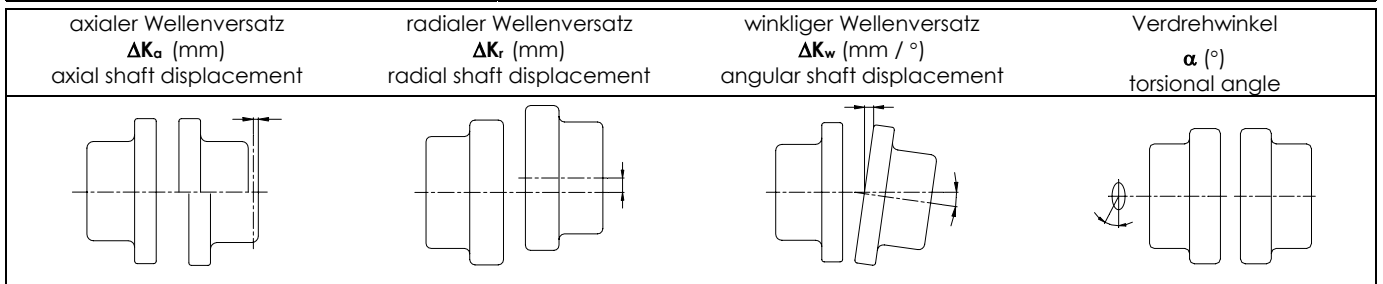 axialer Wellenversatz
ΔKa (mm)
axial shaft displacement
radialer Wellenversatz
ΔKr (mm)
radial shaft displacement
winkliger Wellenversatz
ΔKw (mm / °)
angular shaft displacement
Verdrehwinkel
α (°)
torsional angle